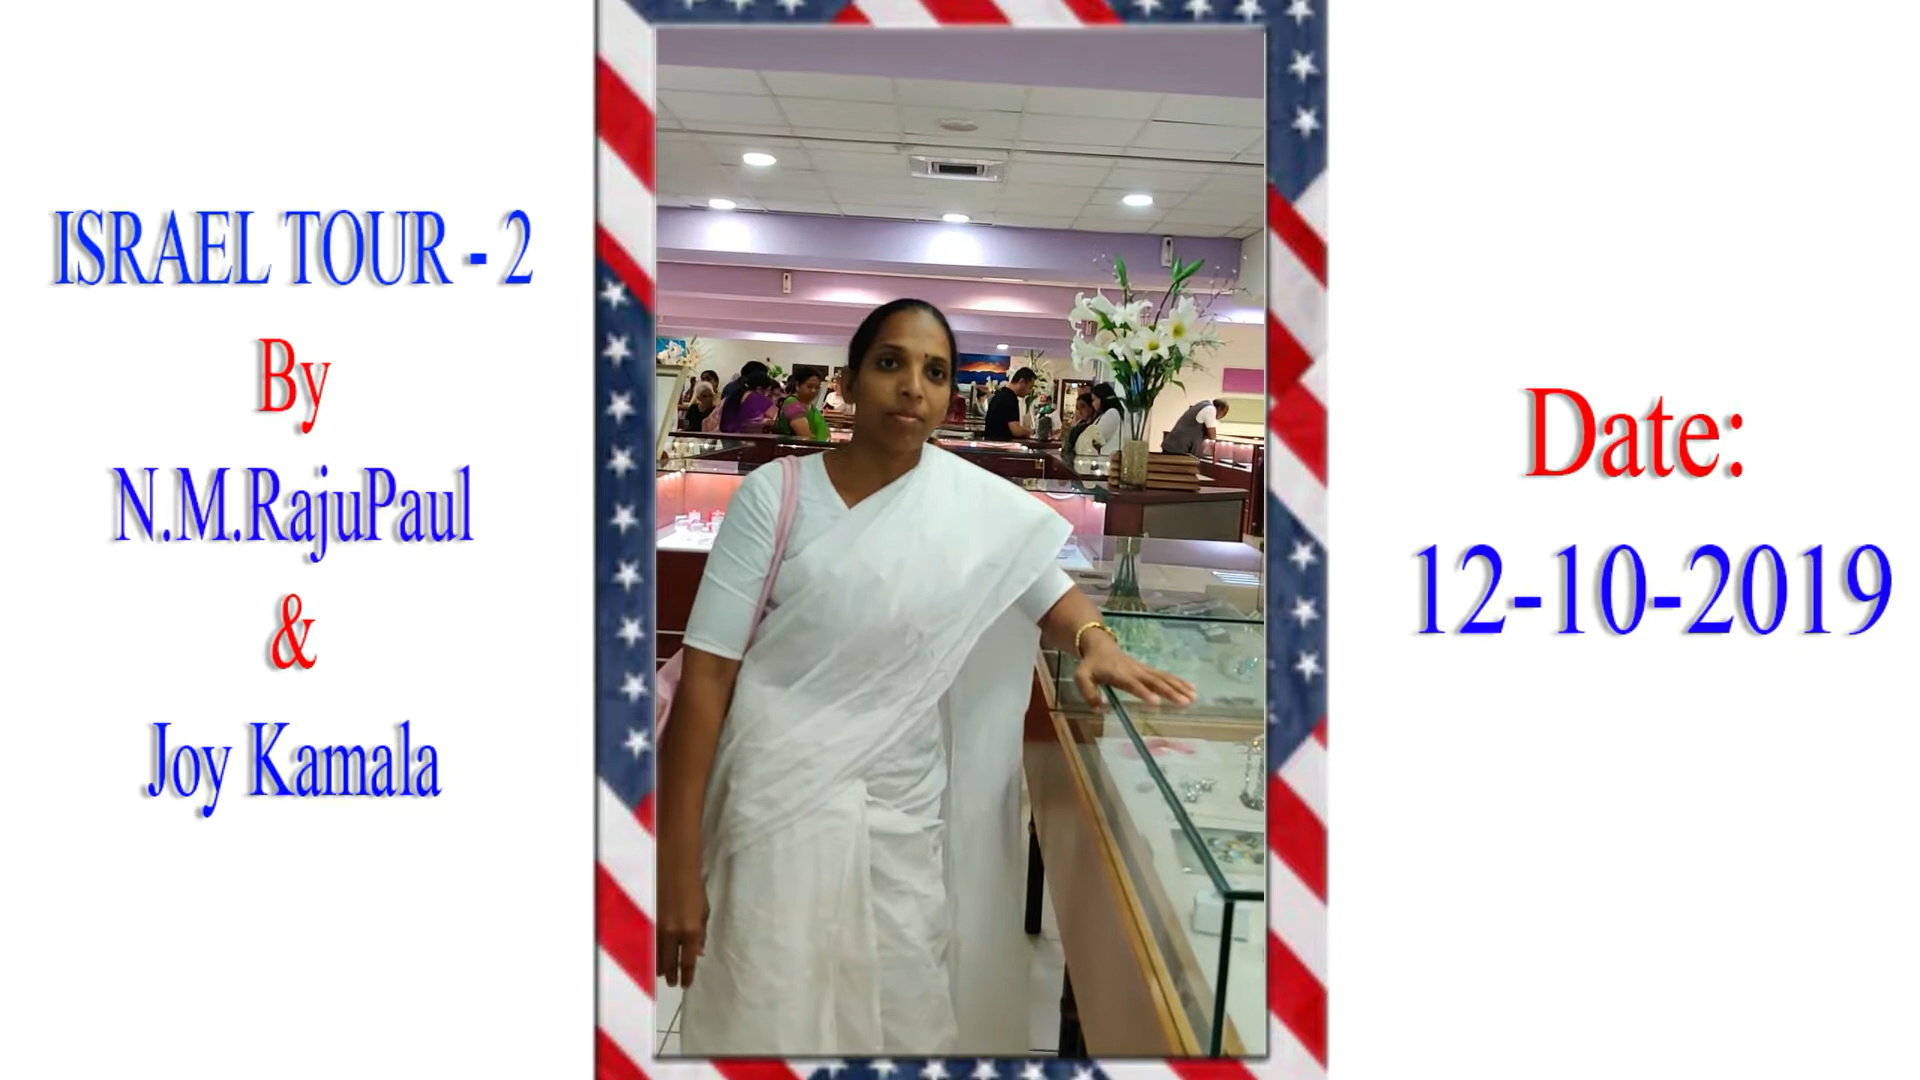 ISRAEL TOUR - 2
By
N.M.RajuPaul
&
Joy Kamala
Date:
12-10-2019